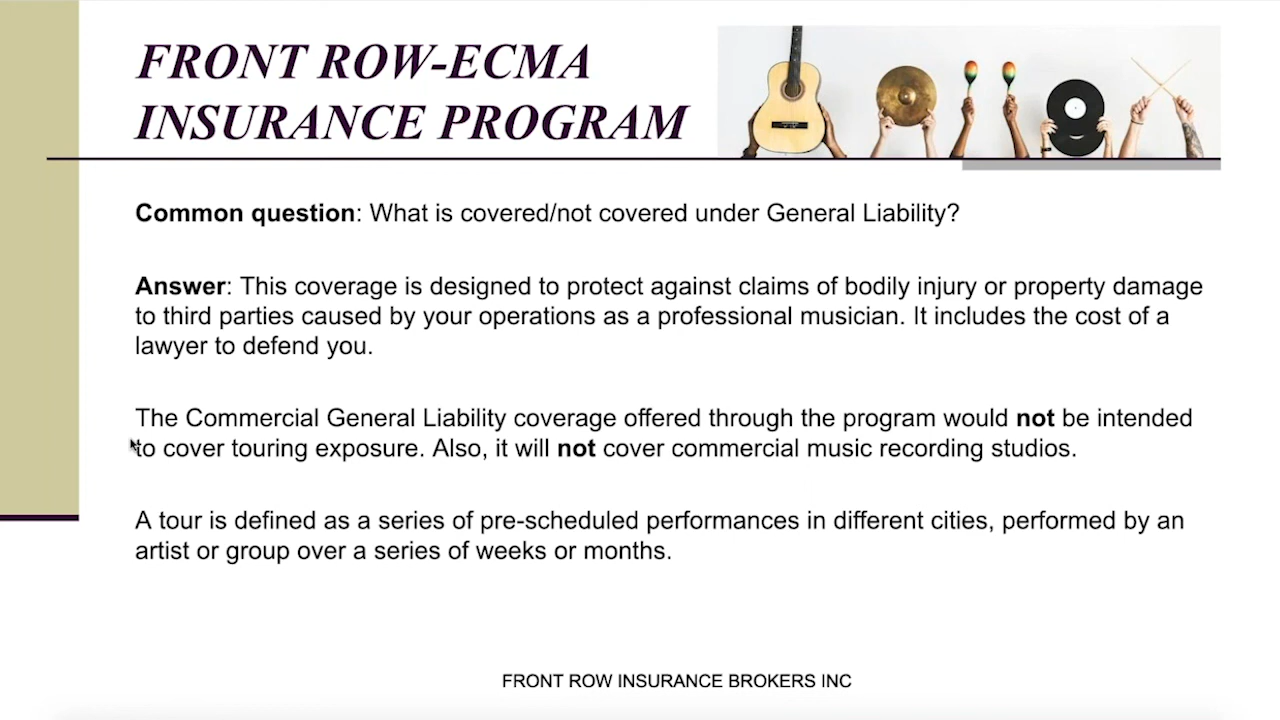 FRONT ROW-ECMA
INSURANCE PROGRAM
Common question: What is covered/not covered under General Liability?
Answer: This coverage is designed to protect against claims of bodily injury or property damage
to third parties caused by your operations as a professional musician. It includes the cost of a
lawyer to defend you.
The Commercial General Liability coverage offered through the program would not be intended
to cover touring exposure. Also, it will not cover commercial music recording studios.
A tour is defined as a series of pre-scheduled performances in different cities, performed by an
artist or group over a series of weeks or months.
FRONT ROW INSURANCE BROKERS INC